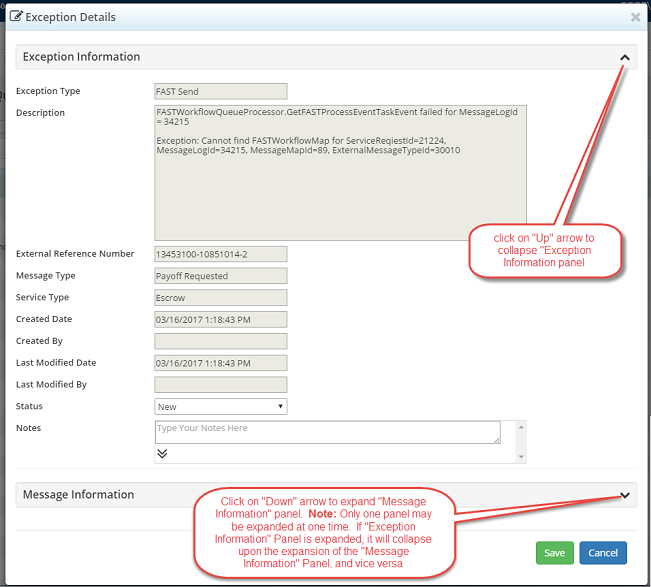 Exception Details
Exception Information
Exception Type
FAST Send
Description
FASTWorkflowQueueProcessor.GetFASTProcessEventTaskEvent failed for MessageLogId
= 34215
Exception: Cannot find FASTWorkflowMap for ServiceReqiestId=21224,
MessageLogId=34215, MessageMapId=89, ExternalMessageTypeId=30010
click on "Up" arrow to
collapse "Exception
Information panel
External Reference Number
13453100-10851014-2
Message Type
Payoff Requested
Service Type
Escrow
Created Date
03/16/2017 1:18:43 PM
Created By
Last Modified Date
03/16/2017 1:18:43 PM
Last Modified By
Status
New
Notes
Type Your Notes Here
Message Information
Click on "Down" arrow to expand "Message
Information" panel. Note: Only one panel may
be expanded at one time. If "Exception
Information" Panel is expanded, it will collapse
upon the expansion of the "Message
Information" Panel, and vice versa
Save
Cancel